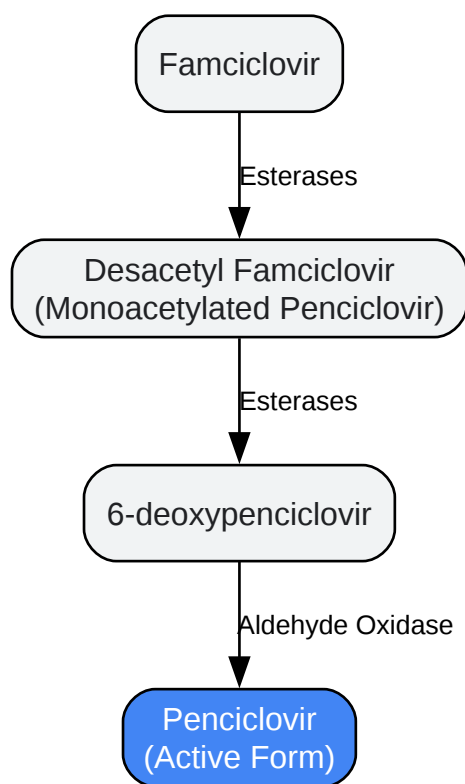 Famciclovir
Esterases
Desacetyl Famciclovir
(Monoacetylated Penciclovir)
Esterases
6-deoxypenciclovir
Aldehyde Oxidase
Penciclovir
(Active Form)